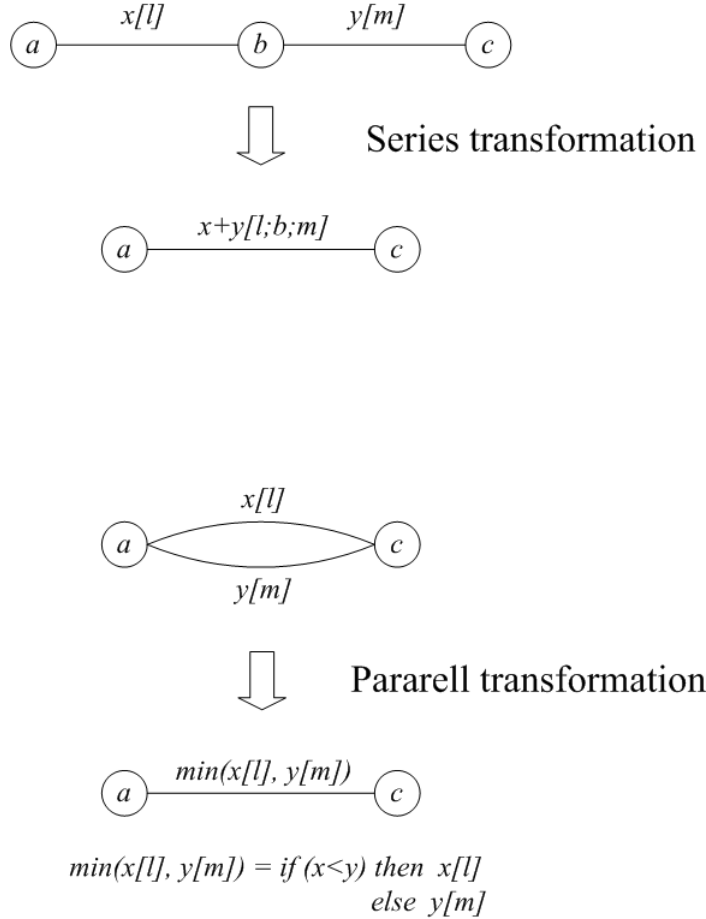 x[l] y[m]
a b c
Series transformation
x+y[l;b;m]
a c
x[l]
a c
y[m]
Pararell transformation
min(x[l], y[m])
a c
min(x[l], y[m]) = if (x<y) then x[l]
else y[m]